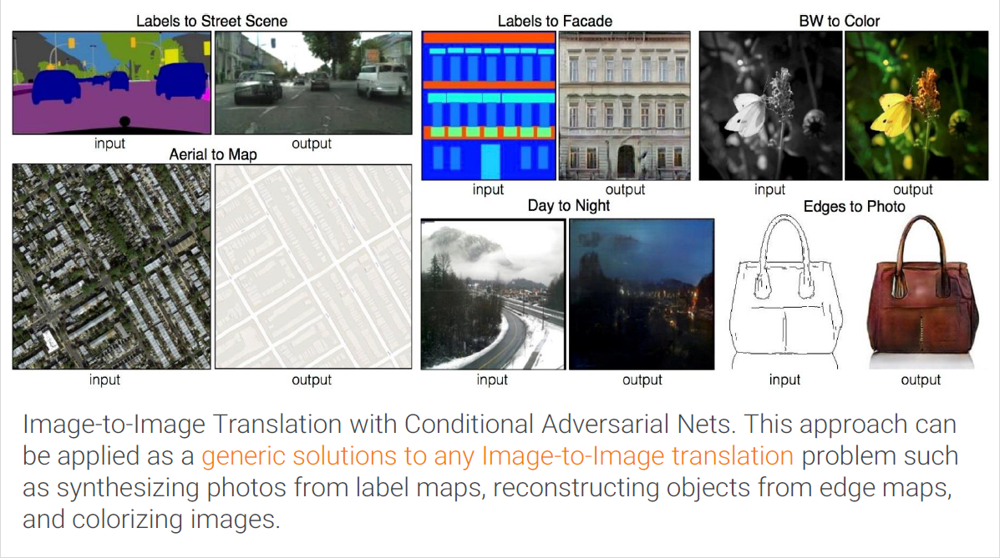 Labels to Street Scene
input
output
Aerial to Map
input
output
Labels to Facade
input
output
BW to Color
input
output
Day to Night
input
output
Edges to Photo
input
output
Image-to-Image Translation with Conditional Adversarial Nets. This approach can
be applied as a generic solutions to any Image-to-Image translation problem such
as synthesizing photos from label maps, reconstructing objects from edge maps,
and colorizing images.